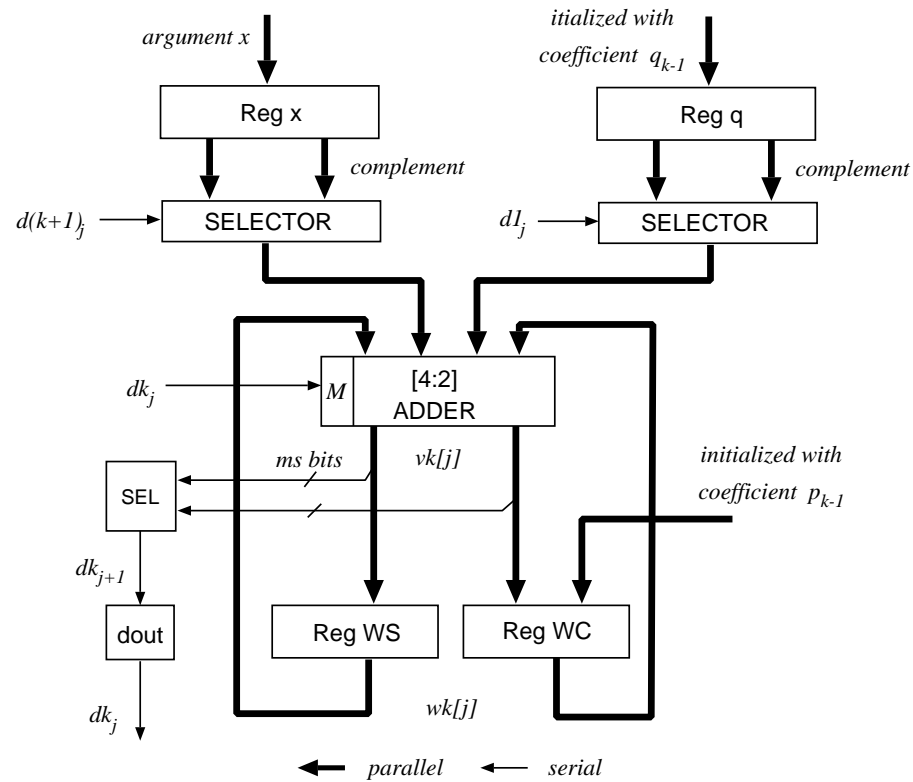 argument x
itialized with
coefficient q_{k-1}
Reg x
Reg q
complement
complement
d(k+1)_j
SELECTOR
d1_j
SELECTOR
dk_j
M
[4:2]
ADDER
ms bits
vk[j]
initialized with
coefficient p_{k-1}
SEL
dk_{j+1}
dout
Reg WS
Reg WC
dk_j
wk[j]
parallel
serial